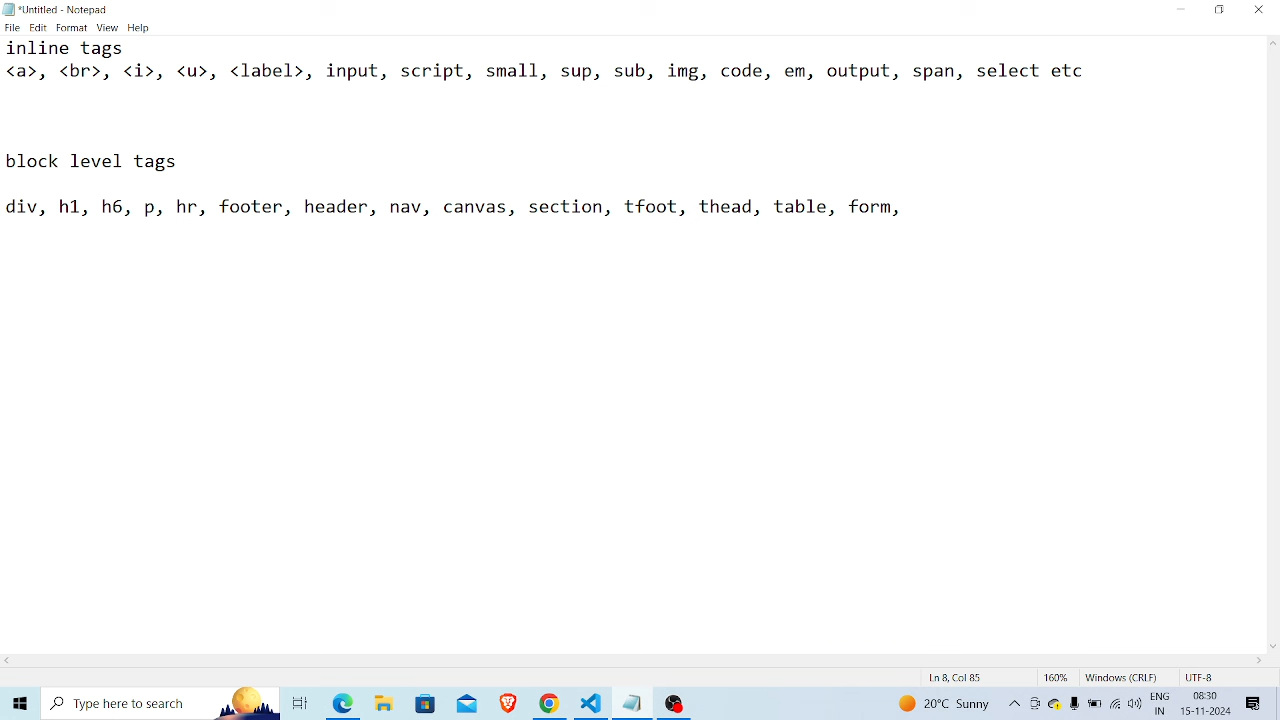 *Untitled - Notepad
File Edit Format View Help
inline tags
<a>, <br>, <i>, <u>, <label>, input, script, small, sup, sub, img, code, em, output, span, select etc
block level tags
div, h1, h6, p, hr, footer, header, nav, canvas, section, tfoot, thead, table, form,
Ln 8, Col 85 160% Windows (CRLF) UTF-8
Type here to search 20°C Sunny ENG 08:30
IN 15-11-2024